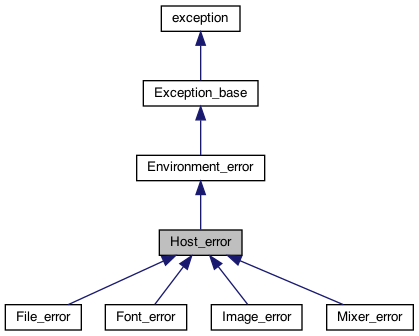 exception
Exception_base
Environment_error
Host_error
File_error
Font_error
Image_error
Mixer_error